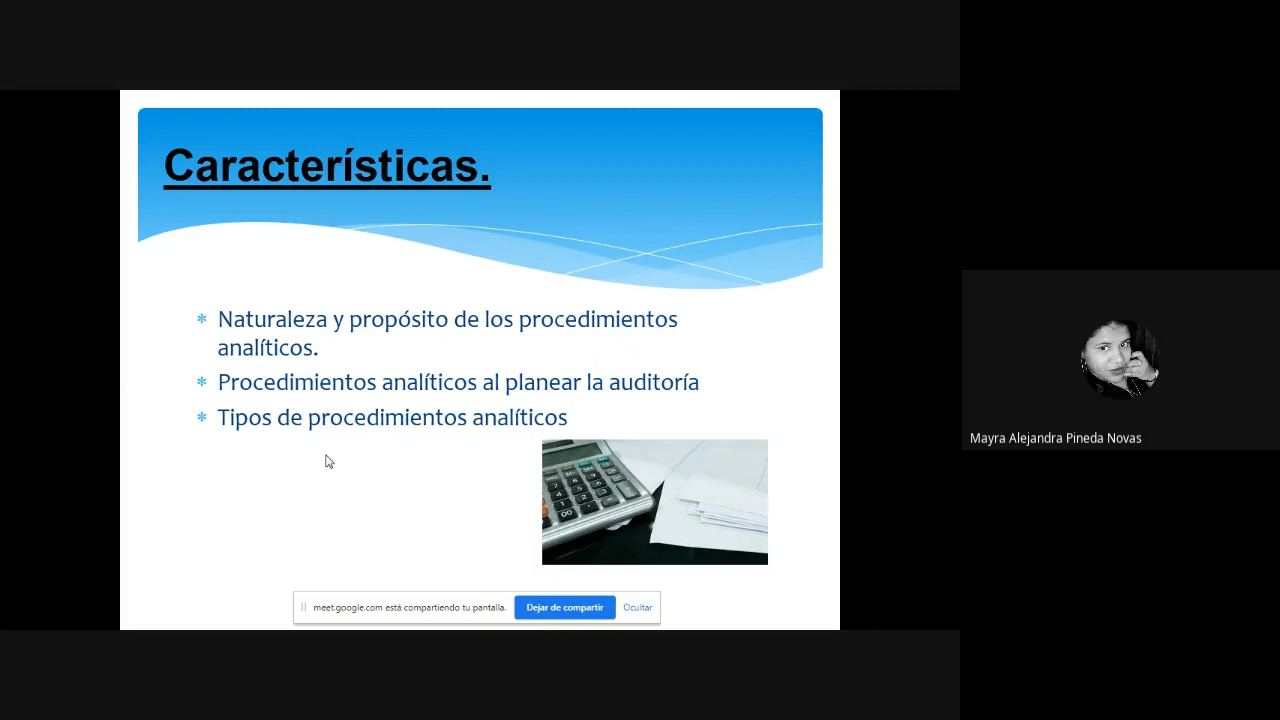 Características.
* Naturaleza y propósito de los procedimientos
analíticos.
* Procedimientos analíticos al planear la auditoría
* Tipos de procedimientos analíticos
meet.google.com está compartiendo tu pantalla. Dejar de compartir Ocultar
Mayra Alejandra Pineda Novas